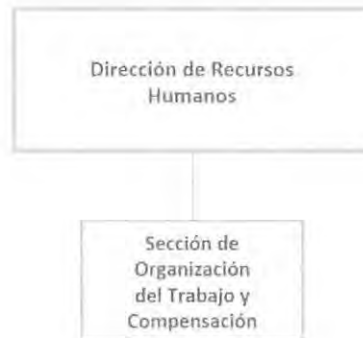 Dirección de Recursos
Humanos
Sección de
Organización
del Trabajo y
Compensación